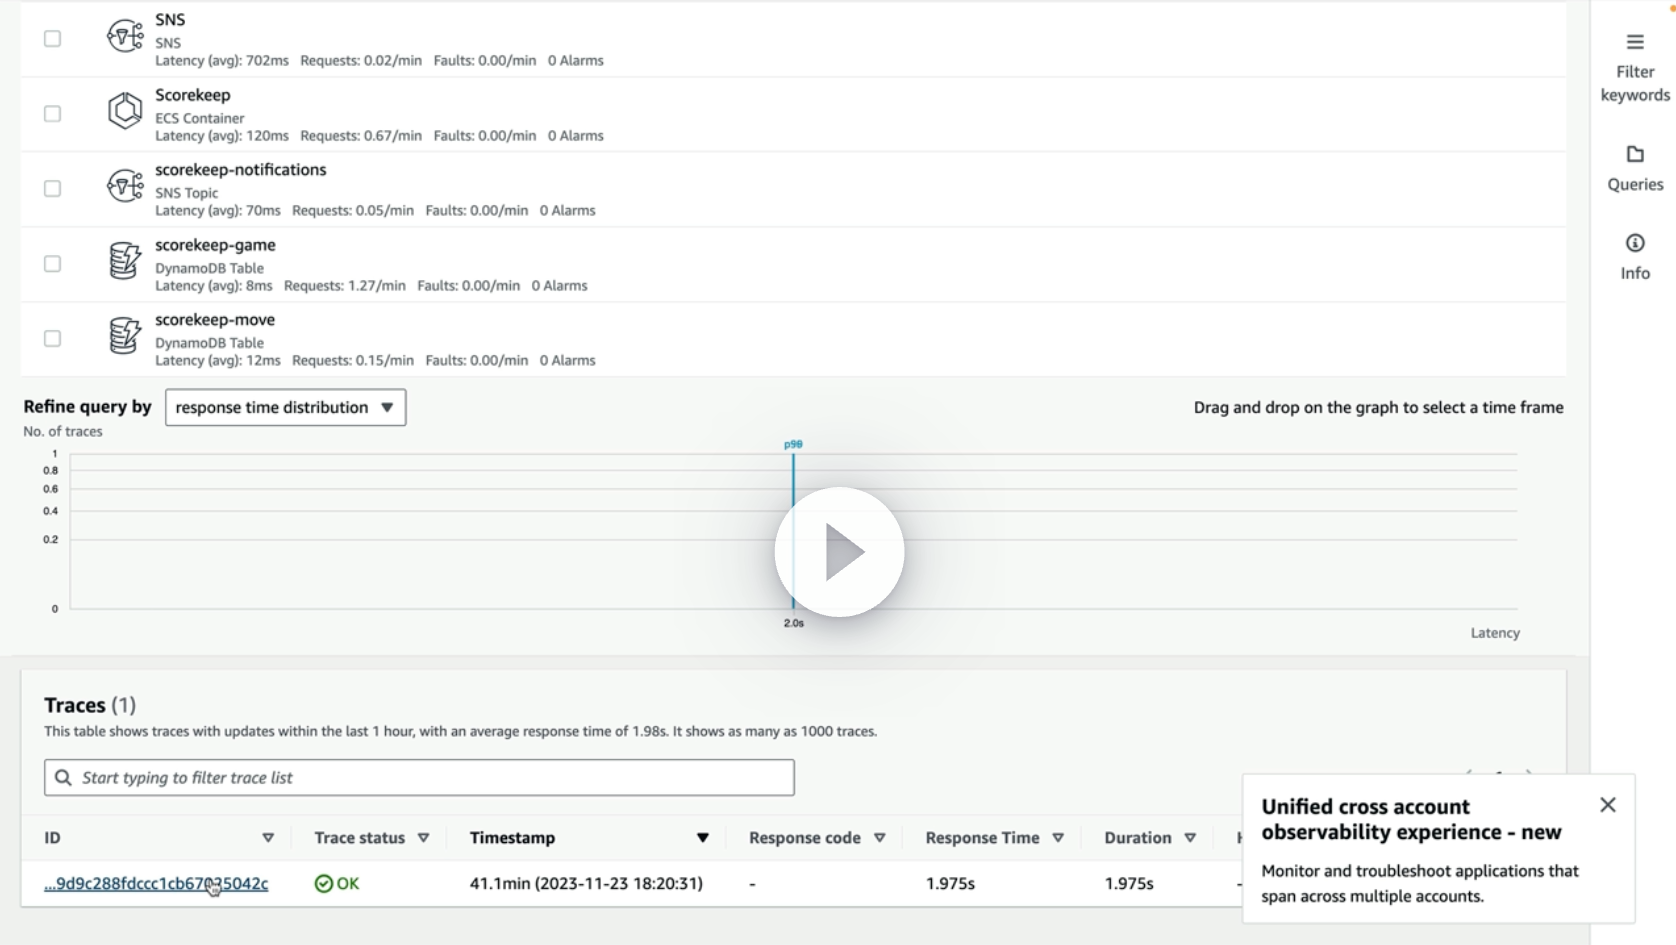 SNS
SNS
Latency (avg): 702ms Requests: 0.02/min Faults: 0.00/min 0 Alarms
Scorekeep
ECS Container
Latency (avg): 120ms Requests: 0.67/min Faults: 0.00/min 0 Alarms
scorekeep-notifications
SNS Topic
Latency (avg): 70ms Requests: 0.05/min Faults: 0.00/min 0 Alarms
scorekeep-game
DynamoDB Table
Latency (avg): 8ms Requests: 1.27/min Faults: 0.00/min 0 Alarms
scorekeep-move
DynamoDB Table
Latency (avg): 12ms Requests: 0.15/min Faults: 0.00/min 0 Alarms
Filter
keywords
Queries
Info
Refine query by response time distribution
Drag and drop on the graph to select a time frame
No. of traces
1
0.8
0.6
0.4
0.2
0
2.0s
Latency
Traces (1)
This table shows traces with updates within the last 1 hour, with an average response time of 1.98s. It shows as many as 1000 traces.
Start typing to filter trace list
ID Trace status Timestamp Response code Response Time Duration
OK 41.1min (2023-11-23 18:20:31) - 1.975s 1.975s -
Unified cross account
observability experience - new
Monitor and troubleshoot applications that
span across multiple accounts.